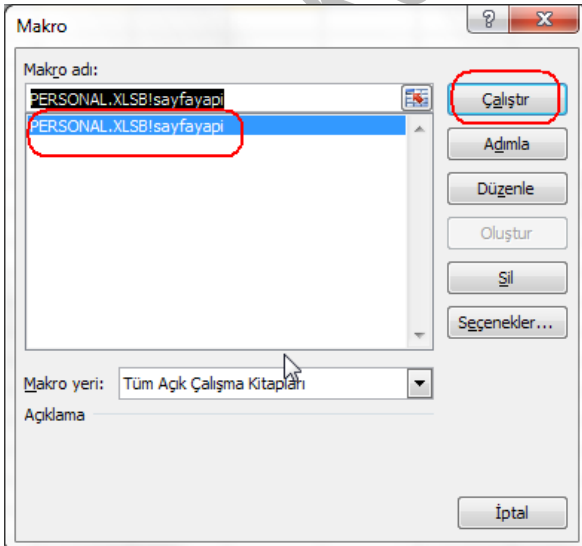 Makro
Makro adı:
PERSONAL.XLSB!sayfayapi
PERSONAL.XLSB!sayfayapi
Çalıştır
Adımla
Düzenle
Oluştur
Sil
Seçenekler...
Makro yeri:
Tüm Açık Çalışma Kitapları
Açıklama
İptal